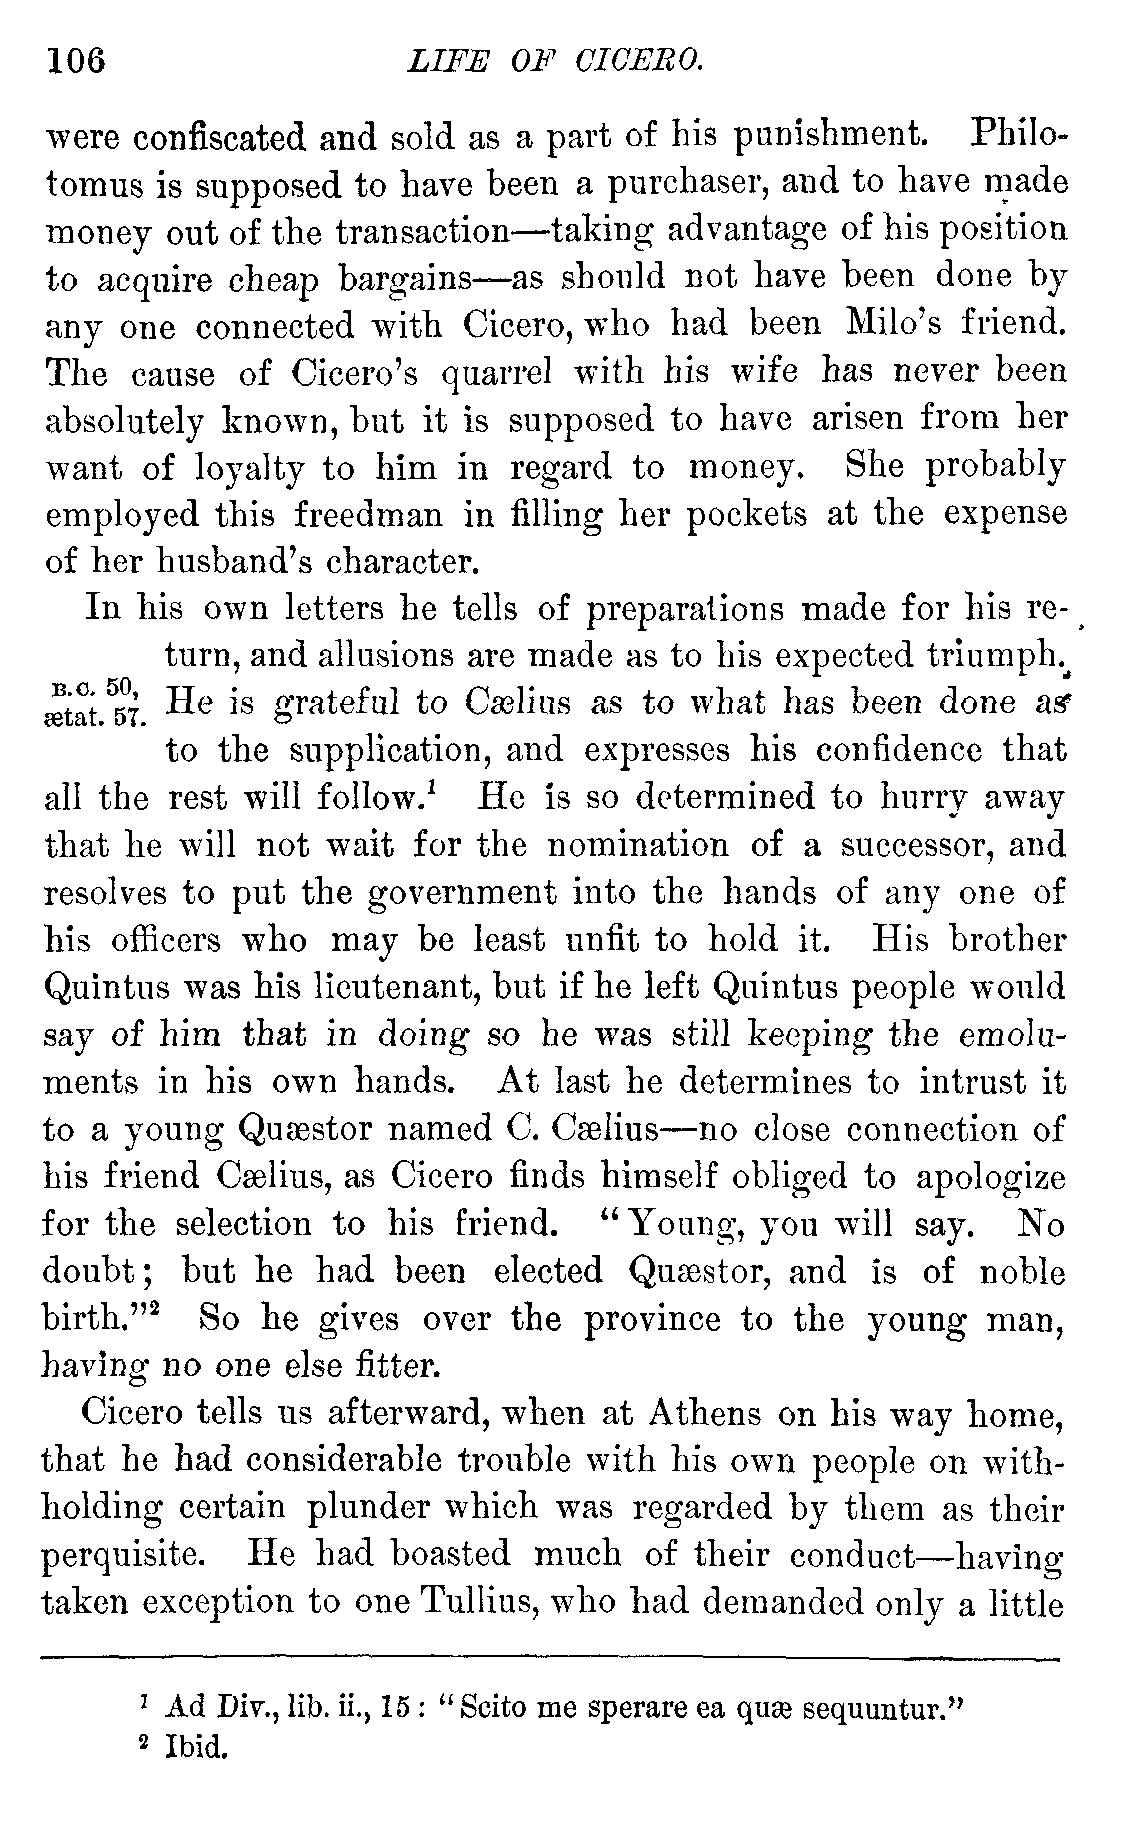 106 LIFE OF CICERO.
were confiscated and sold as a part of his punishment. Philo-
tomus is supposed to have been a purchaser, and to have made
money out of the transaction—taking advantage of his position
to acquire cheap bargains—as should not have been done by
any one connected with Cicero, who had been Milo's friend.
The cause of Cicero's quarrel with his wife has never been
absolutely known, but it is supposed to have arisen from her
want of loyalty to him in regard to money. She probably
employed this freedman in filling her pockets at the expense
of her husband's character.
In his own letters he tells of preparations made for his re-
turn, and allusions are made as to his expected triumph.
B.C. 50,
ætat. 57.
He is grateful to Cælius as to what has been done as
to the supplication, and expresses his confidence that
all the rest will follow.¹ He is so determined to hurry away
that he will not wait for the nomination of a successor, and
resolves to put the government into the hands of any one of
his officers who may be least unfit to hold it. His brother
Quintus was his lieutenant, but if he left Quintus people would
say of him that in doing so he was still keeping the emolu-
ments in his own hands. At last he determines to intrust it
to a young Quæstor named C. Cælius—no close connection of
his friend Cælius, as Cicero finds himself obliged to apologize
for the selection to his friend. "Young, you will say. No
doubt; but he had been elected Quæstor, and is of noble
birth."² So he gives over the province to the young man,
having no one else fitter.
Cicero tells us afterward, when at Athens on his way home,
that he had considerable trouble with his own people on with-
holding certain plunder which was regarded by them as their
perquisite. He had boasted much of their conduct—having
taken exception to one Tullius, who had demanded only a little
¹ Ad Div., lib. ii., 15: "Scito me sperare ea quæ sequuntur."
² Ibid.